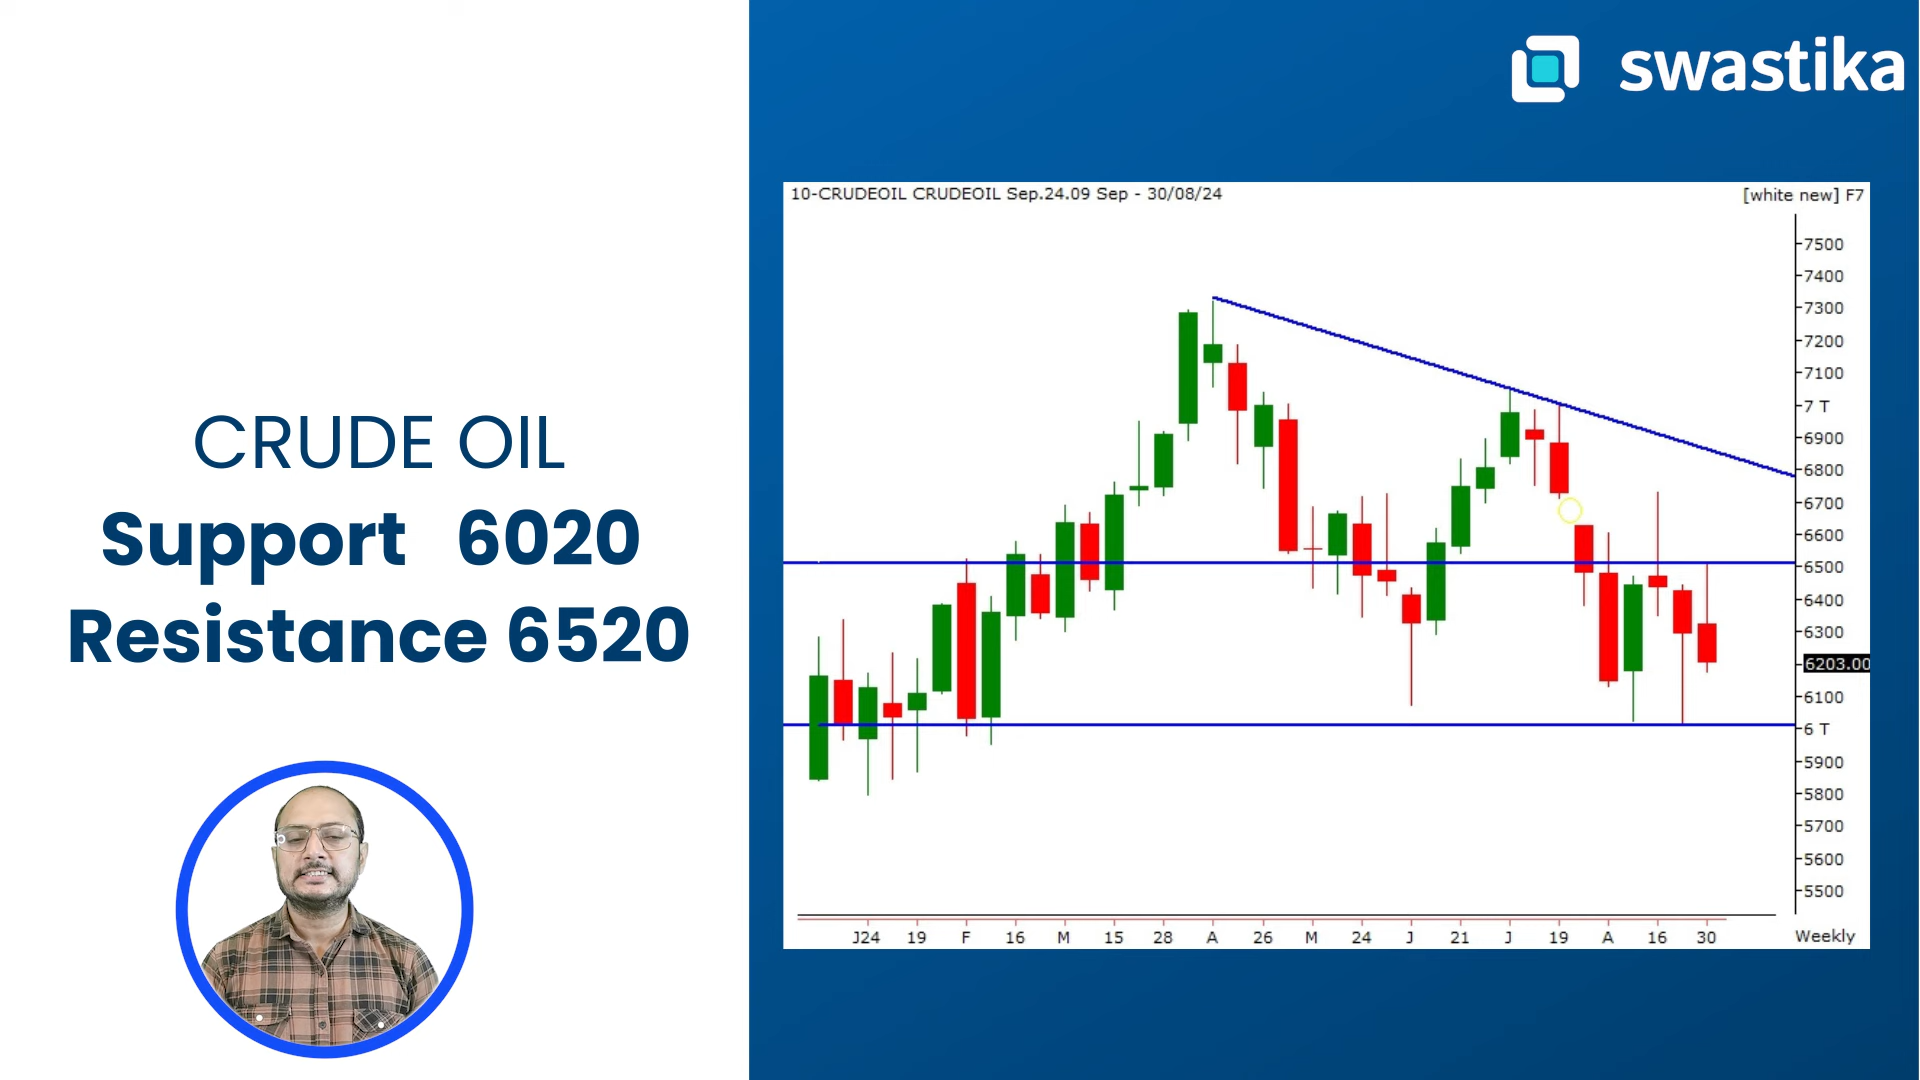 swastika
CRUDE OIL
Support 6020
Resistance 6520
10-CRUDEOIL CRUDEOIL Sep.24.09 Sep - 30/08/24
[white new] F7
7500
7400
7300
7200
7100
7 T
6900
6800
6700
6600
6500
6400
6300
6203.00
6100
6 T
5900
5800
5700
5600
5500
J24 19 F 16 M 15 28 A 26 M 24 J 21 J 19 A 16 30
Weekly